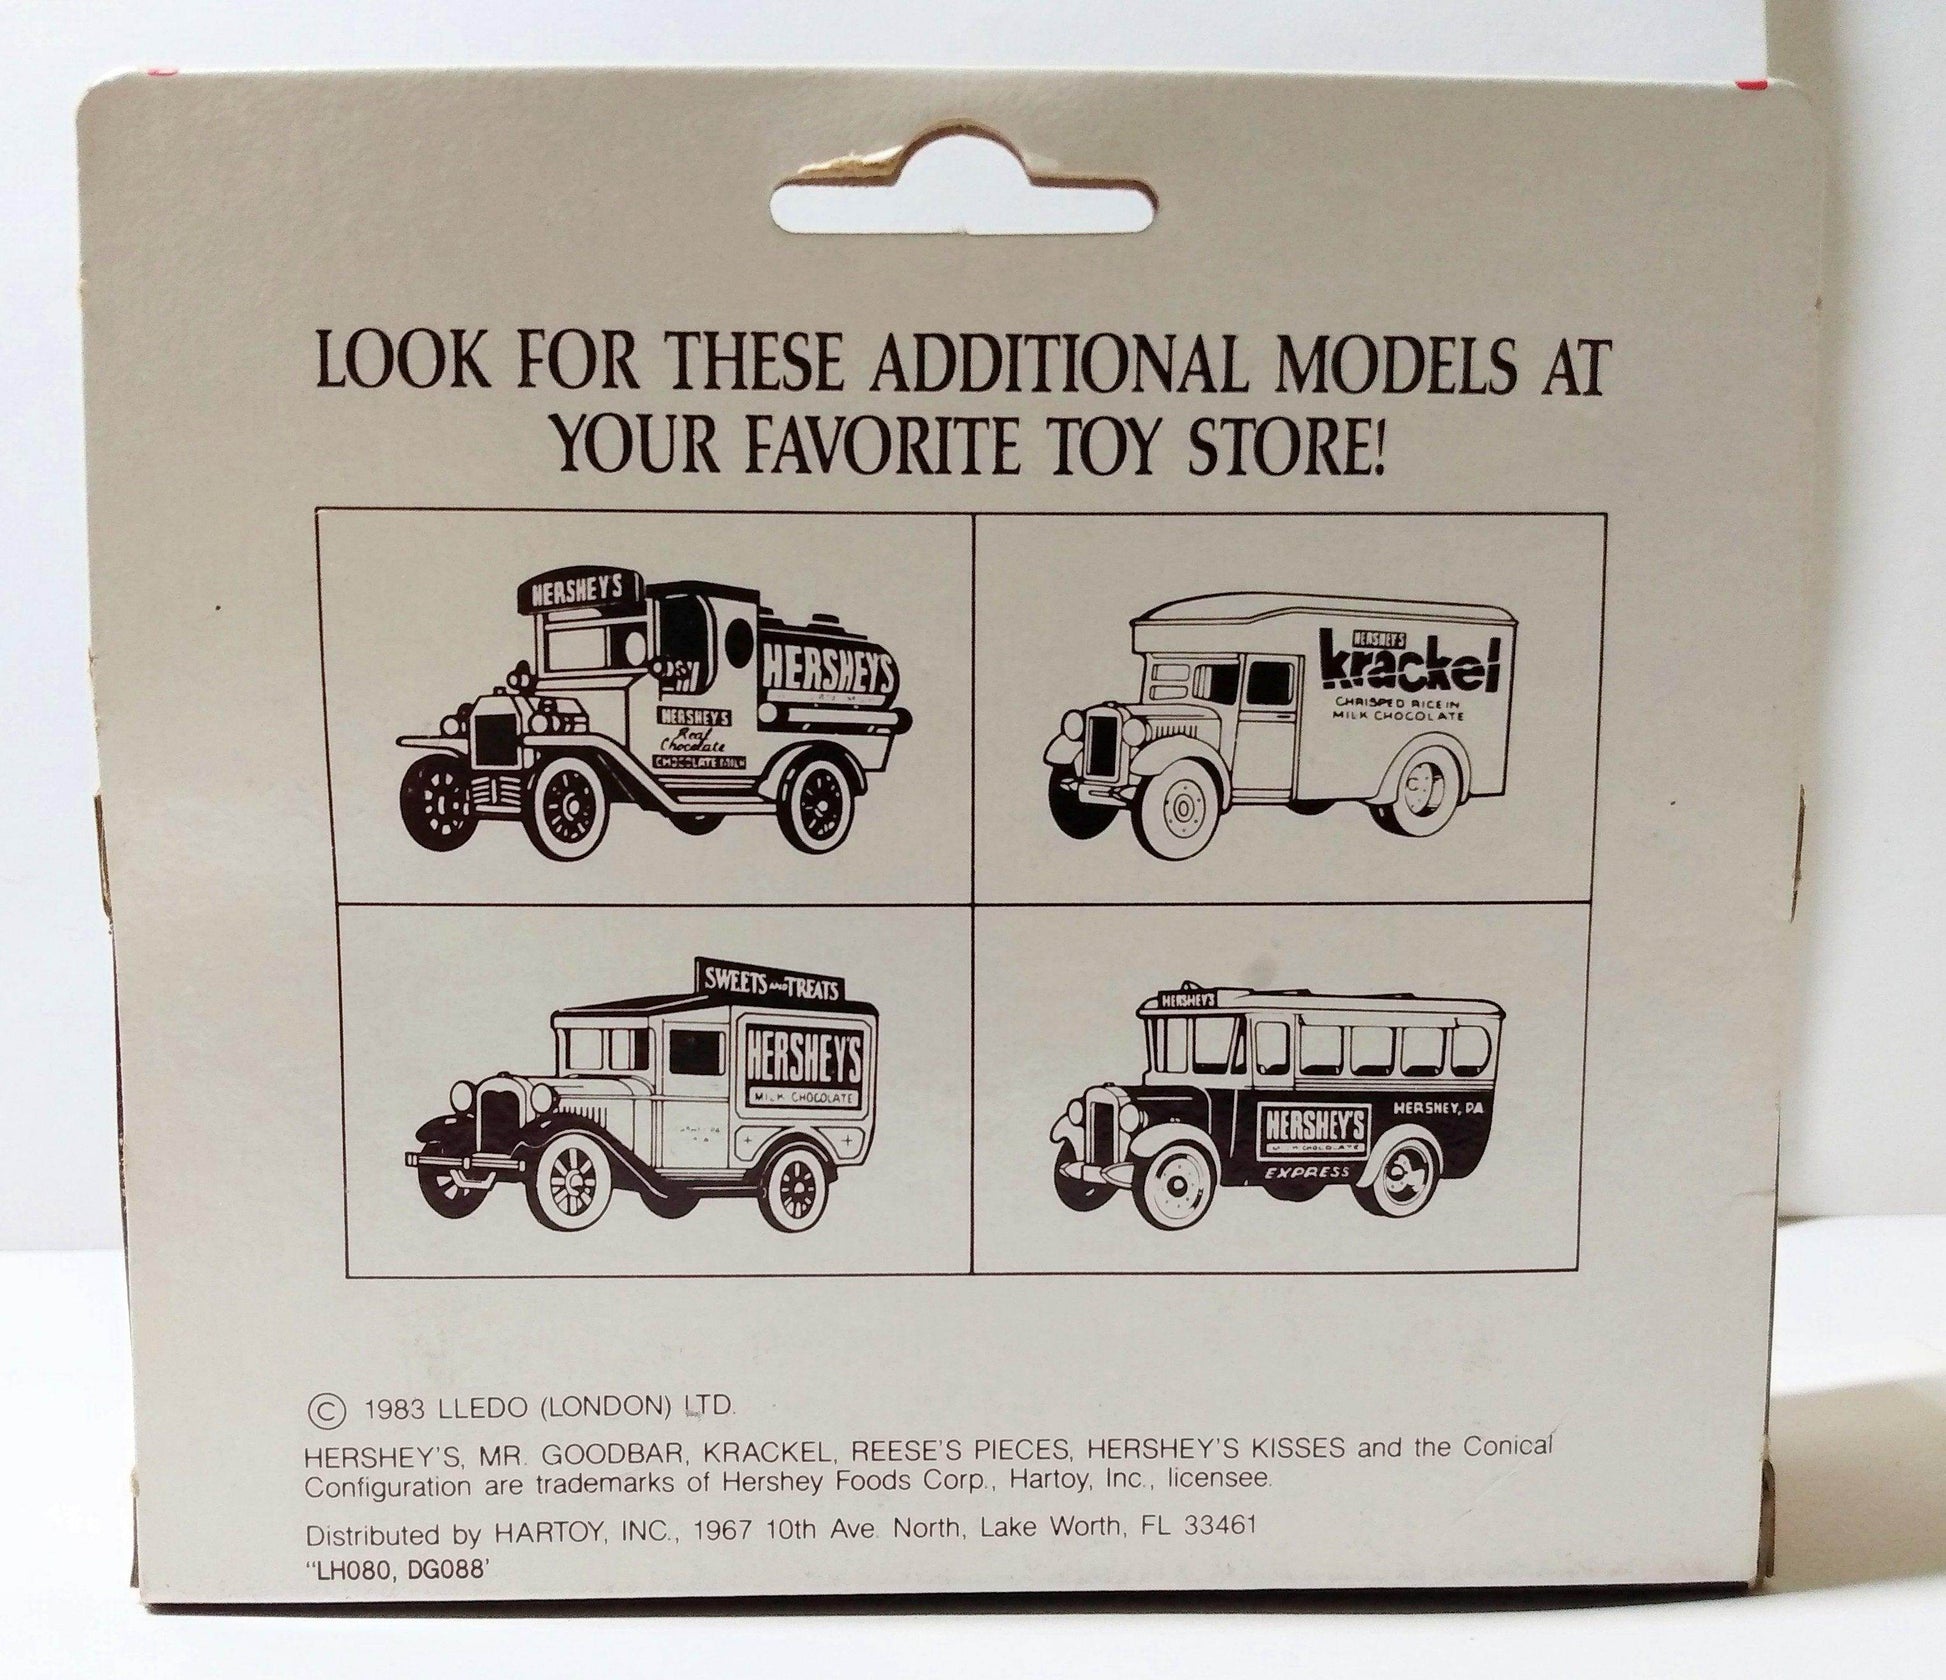 LOOK FOR THESE ADDITIONAL MODELS AT
YOUR FAVORITE TOY STORE!
HERSHEY'S
HERSHEY'S
HERSHEY'S
Real
Chocolate
CHOCOLATE MILK
HERSHEY'S
krackel
CHRISPED RICE IN
MILK CHOCOLATE
SWEETS AND TREATS
HERSHEY'S
MILK CHOCOLATE
HERSHEY'S
HERSHEY, PA
HERSHEY'S
MILK CHOCOLATE
EXPRESS
© 1983 LLEDO (LONDON) LTD.
HERSHEY'S, MR. GOODBAR, KRACKEL, REESE'S PIECES, HERSHEY'S KISSES and the Conical
Configuration are trademarks of Hershey Foods Corp., Hartoy, Inc., licensee.
Distributed by HARTOY, INC., 1967 10th Ave. North, Lake Worth, FL 33461
"LH080, DG088'